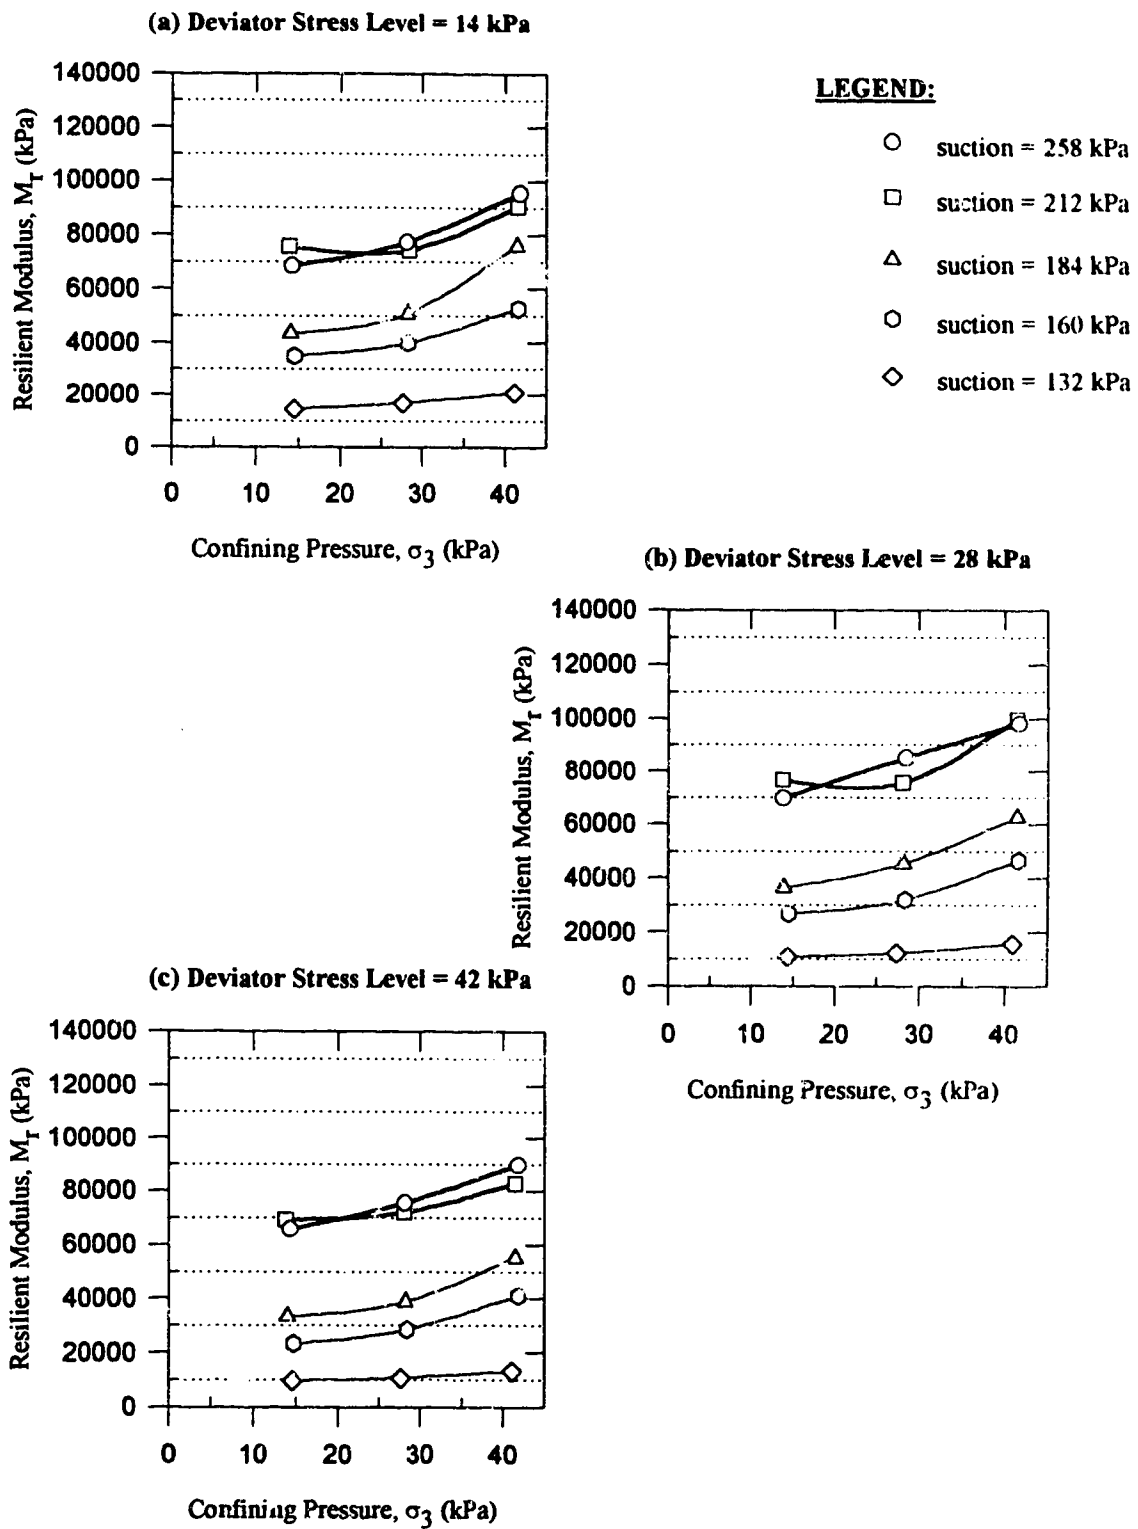 (a) Deviator Stress Level = 14 kPa
140000
120000
100000
80000
60000
40000
20000
0
Resilient Modulus, Mr (kPa)
0 10 20 30 40
Confining Pressure, σ3 (kPa)
LEGEND:
suction = 258 kPa
suction = 212 kPa
suction = 184 kPa
suction = 160 kPa
suction = 132 kPa
(b) Deviator Stress Level = 28 kPa
140000
120000
100000
80000
60000
40000
20000
0
Resilient Modulus, Mr (kPa)
0 10 20 30 40
Confining Pressure, σ3 (kPa)
(c) Deviator Stress Level = 42 kPa
140000
120000
100000
80000
60000
40000
20000
0
Resilient Modulus, Mr (kPa)
0 10 20 30 40
Confining Pressure, σ3 (kPa)